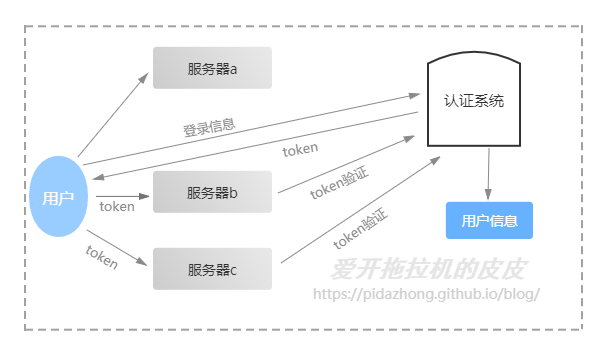 服务器a
认证系统
登录信息
token
用户
token
服务器b
token验证
用户信息
token
服务器c
token验证
爱开拖拉机的皮皮
https://pidazhong.github.io/blog/